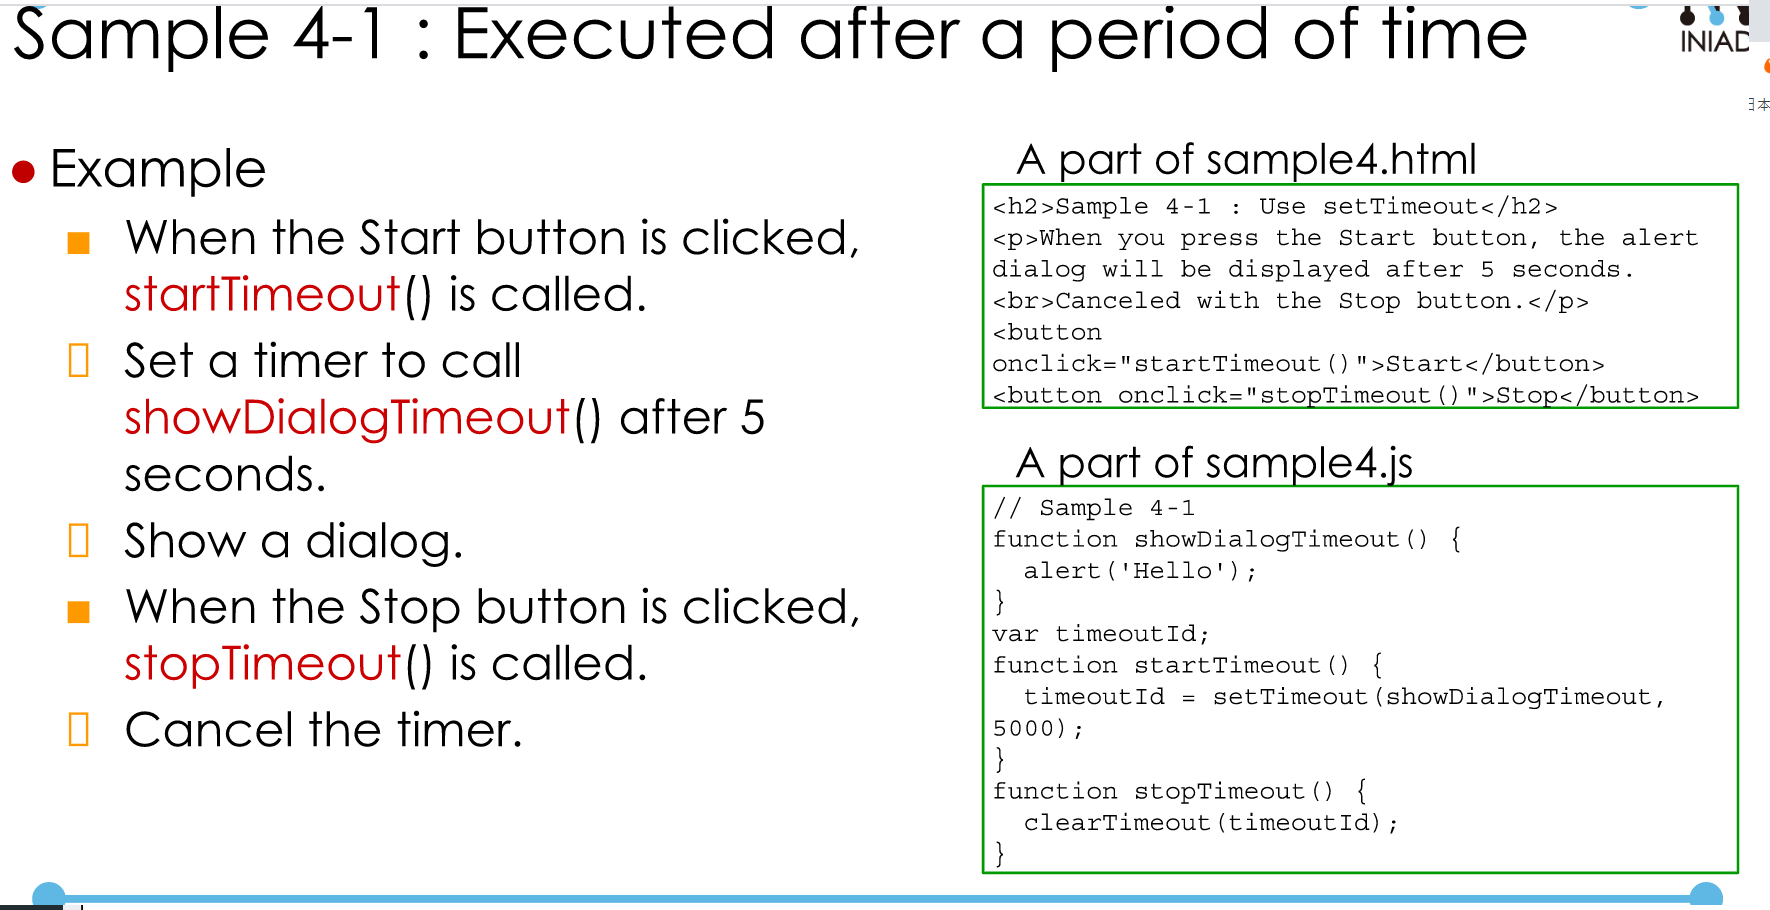 Sample 4-1 : Executed after a period of time
INIAD
日本
● Example
■ When the Start button is clicked,
startTimeout() is called.
Set a timer to call
showDialogTimeout() after 5
seconds.
Show a dialog.
■ When the Stop button is clicked,
stopTimeout() is called.
Cancel the timer.
A part of sample4.html
<h2>Sample 4-1 : Use setTimeout</h2>
<p>When you press the Start button, the alert
dialog will be displayed after 5 seconds.
<br>Canceled with the Stop button.</p>
<button
onclick="startTimeout()">Start</button>
<button onclick="stopTimeout()">Stop</button>
A part of sample4.js
// Sample 4-1
function showDialogTimeout() {
  alert('Hello');
}
var timeoutId;
function startTimeout() {
  timeoutId = setTimeout(showDialogTimeout,
5000);
}
function stopTimeout() {
  clearTimeout(timeoutId);
}